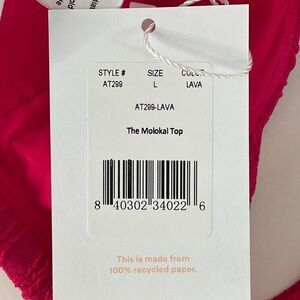 STYLE # SIZE COLOR
AT299 L LAVA
AT299-LAVA
The Molokai Top
8 40302 34022 6
This is made from
100% recycled paper.